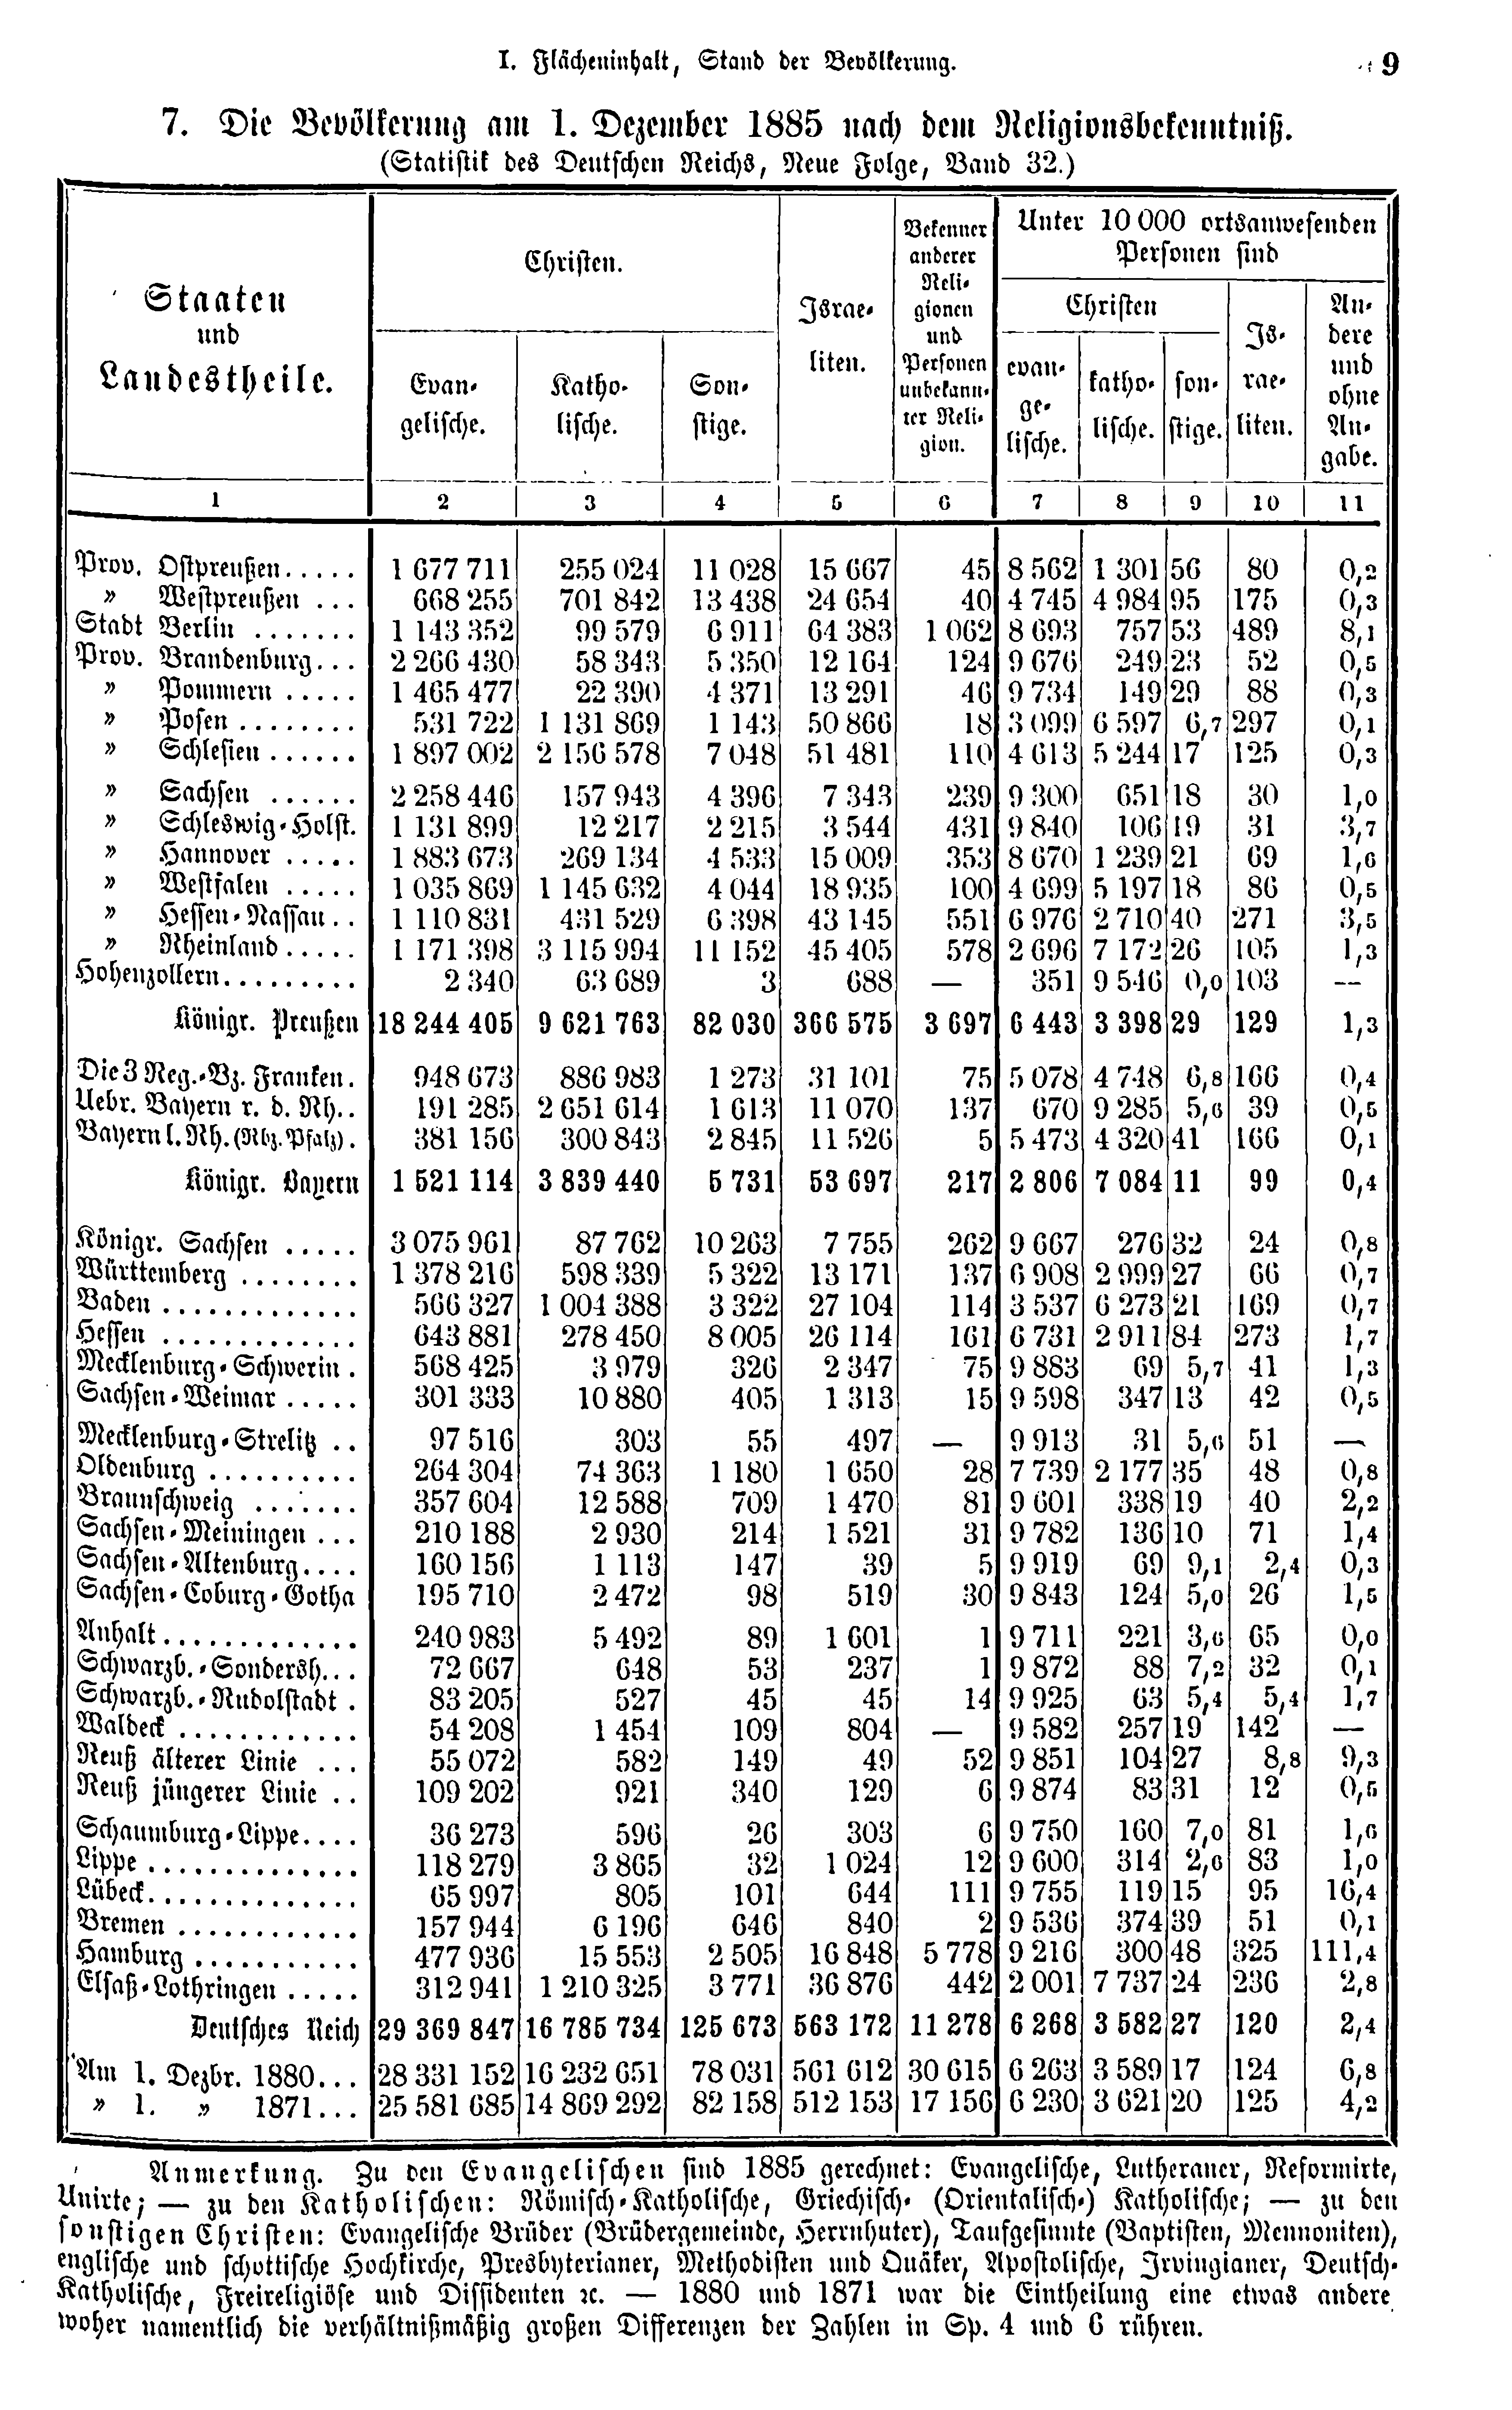 I. Flächeninhalt, Stand der Bevölkerung. 9
7. Die Bevölkerung am 1. Dezember 1885 nach dem Religionsbekenntniß.
(Statistik des Deutschen Reichs, Neue Folge, Band 32.)
Staaten
und
Landestheile.
Christen.
Evan-
gelische.
Katho-
lische.
Son-
stige.
Israe-
liten.
Bekenner
anderer
Reli-
gionen
und
Personen
unbekann-
ter Reli-
gion.
Unter 10 000 ortsanwesenden
Personen sind
Christen
evan-
ge-
lische.
katho-
lische.
son-
stige.
Is-
rae-
liten.
An-
dere
und
ohne
An-
gabe.
1 2 3 4 5 6 7 8 9 10 11
Prov. Ostpreußen..... 1 677 711 255 024 11 028 15 667 45 8 562 1 301 56 80 0,2
» Westpreußen ... 668 255 701 842 13 438 24 654 40 4 745 4 984 95 175 0,3
Stadt Berlin ....... 1 143 352 99 579 6 911 64 383 1 062 8 693 757 53 489 8,1
Prov. Brandenburg... 2 266 430 58 343 5 350 12 164 124 9 676 249 23 52 0,5
» Pommern ..... 1 465 477 22 390 4 371 13 291 46 9 734 149 29 88 0,3
» Posen ........ 531 722 1 131 869 1 143 50 866 18 3 099 6 597 6,7 297 0,1
» Schlesien ...... 1 897 002 2 156 578 7 048 51 481 110 4 613 5 244 17 125 0,3
» Sachsen ...... 2 258 446 157 943 4 396 7 343 239 9 300 651 18 30 1,0
» Schleswig-Holst. 1 131 899 12 217 2 215 3 544 431 9 840 106 19 31 3,7
» Hannover ..... 1 883 673 269 134 4 533 15 009 353 8 670 1 239 21 69 1,6
» Westfalen ..... 1 035 869 1 145 632 4 044 18 935 100 4 699 5 197 18 86 0,5
» Hessen-Nassau.. 1 110 831 431 529 6 398 43 145 551 6 976 2 710 40 271 3,5
» Rheinland ..... 1 171 398 3 115 994 11 152 45 405 578 2 696 7 172 26 105 1,3
Hohenzollern......... 2 340 63 689 3 688 — 351 9 546 0,0 103 —
Königr. Preußen 18 244 405 9 621 763 82 030 366 575 3 697 6 443 3 398 29 129 1,3
Die 3 Reg.-Bz. Franken. 948 673 886 983 1 273 31 101 75 5 078 4 748 6,8 166 0,4
Uebr. Bayern r. d. Rh.. 191 285 2 651 614 1 613 11 070 137 670 9 285 5,6 39 0,5
Bayern l. Rh. (Rbz. Pfalz) . 381 156 300 843 2 845 11 526 5 5 473 4 320 41 166 0,1
Königr. Bayern 1 521 114 3 839 440 5 731 53 697 217 2 806 7 084 11 99 0,4
Königr. Sachsen ..... 3 075 961 87 762 10 263 7 755 262 9 667 276 32 24 0,8
Württemberg ........ 1 378 216 598 339 5 322 13 171 137 6 908 2 999 27 66 0,7
Baden ............. 566 327 1 004 388 3 322 27 104 114 3 537 6 273 21 169 0,7
Hessen ............. 643 881 278 450 8 005 26 114 161 6 731 2 911 84 273 1,7
Mecklenburg-Schwerin . 568 425 3 979 326 2 347 75 9 883 69 5,7 41 1,3
Sachsen-Weimar ..... 301 333 10 880 405 1 313 15 9 598 347 13 42 0,5
Mecklenburg-Strelitz .. 97 516 303 55 497 — 9 913 31 5,6 51 —
Oldenburg .......... 264 304 74 363 1 180 1 650 28 7 739 2 177 35 48 0,8
Braunschweig ....... 357 604 12 588 709 1 470 81 9 601 338 19 40 2,2
Sachsen-Meiningen ... 210 188 2 930 214 1 521 31 9 782 136 10 71 1,4
Sachsen-Altenburg.... 160 156 1 113 147 39 5 9 919 69 9,1 2,4 0,3
Sachsen-Coburg-Gotha 195 710 2 472 98 519 30 9 843 124 5,0 26 1,5
Anhalt ............. 240 983 5 492 89 1 601 1 9 711 221 3,6 65 0,0
Schwarzb.-Sondersh... 72 667 648 53 237 1 9 872 88 7,2 32 0,1
Schwarzb.-Rudolstadt . 83 205 527 45 45 14 9 925 63 5,4 5,4 1,7
Waldeck ............ 54 208 1 454 109 804 — 9 582 257 19 142 —
Reuß älterer Linie ... 55 072 582 149 49 52 9 851 104 27 8,8 9,3
Reuß jüngerer Linie .. 109 202 921 340 129 6 9 874 83 31 12 0,5
Schaumburg-Lippe.... 36 273 596 26 303 6 9 750 160 7,0 81 1,6
Lippe .............. 118 279 3 865 32 1 024 12 9 600 314 2,6 83 1,0
Lübeck.............. 65 997 805 101 644 111 9 755 119 15 95 16,4
Bremen ............ 157 944 6 196 646 840 2 9 536 374 39 51 0,1
Hamburg ........... 477 936 15 553 2 505 16 848 5 778 9 216 300 48 325 111,4
Elsaß-Lothringen ..... 312 941 1 210 325 3 771 36 876 442 2 001 7 737 24 236 2,8
Deutsches Reich 29 369 847 16 785 734 125 673 563 172 11 278 6 268 3 582 27 120 2,4
Am 1. Dezbr. 1880... 28 331 152 16 232 651 78 031 561 612 30 615 6 263 3 589 17 124 6,8
» 1. » 1871... 25 581 685 14 869 292 82 158 512 153 17 156 6 230 3 621 20 125 4,2
Anmerkung. Zu den Evangelischen sind 1885 gerechnet: Evangelische, Lutheraner, Reformirte,
Unirte; — zu den Katholischen: Römisch-Katholische, Griechisch- (Orientalisch-) Katholische; — zu den
sonstigen Christen: Evangelische Brüder (Brüdergemeinde, Herrnhuter), Taufgesinnte (Baptisten, Mennoniten),
englische und schottische Hochkirche, Presbyterianer, Methodisten und Quäker, Apostolische, Irvingianer, Deutsch-
Katholische, Freireligiöse und Dissidenten ꝛc. — 1880 und 1871 war die Eintheilung eine etwas andere
woher namentlich die verhältnißmäßig großen Differenzen der Zahlen in Sp. 4 und 6 rühren.